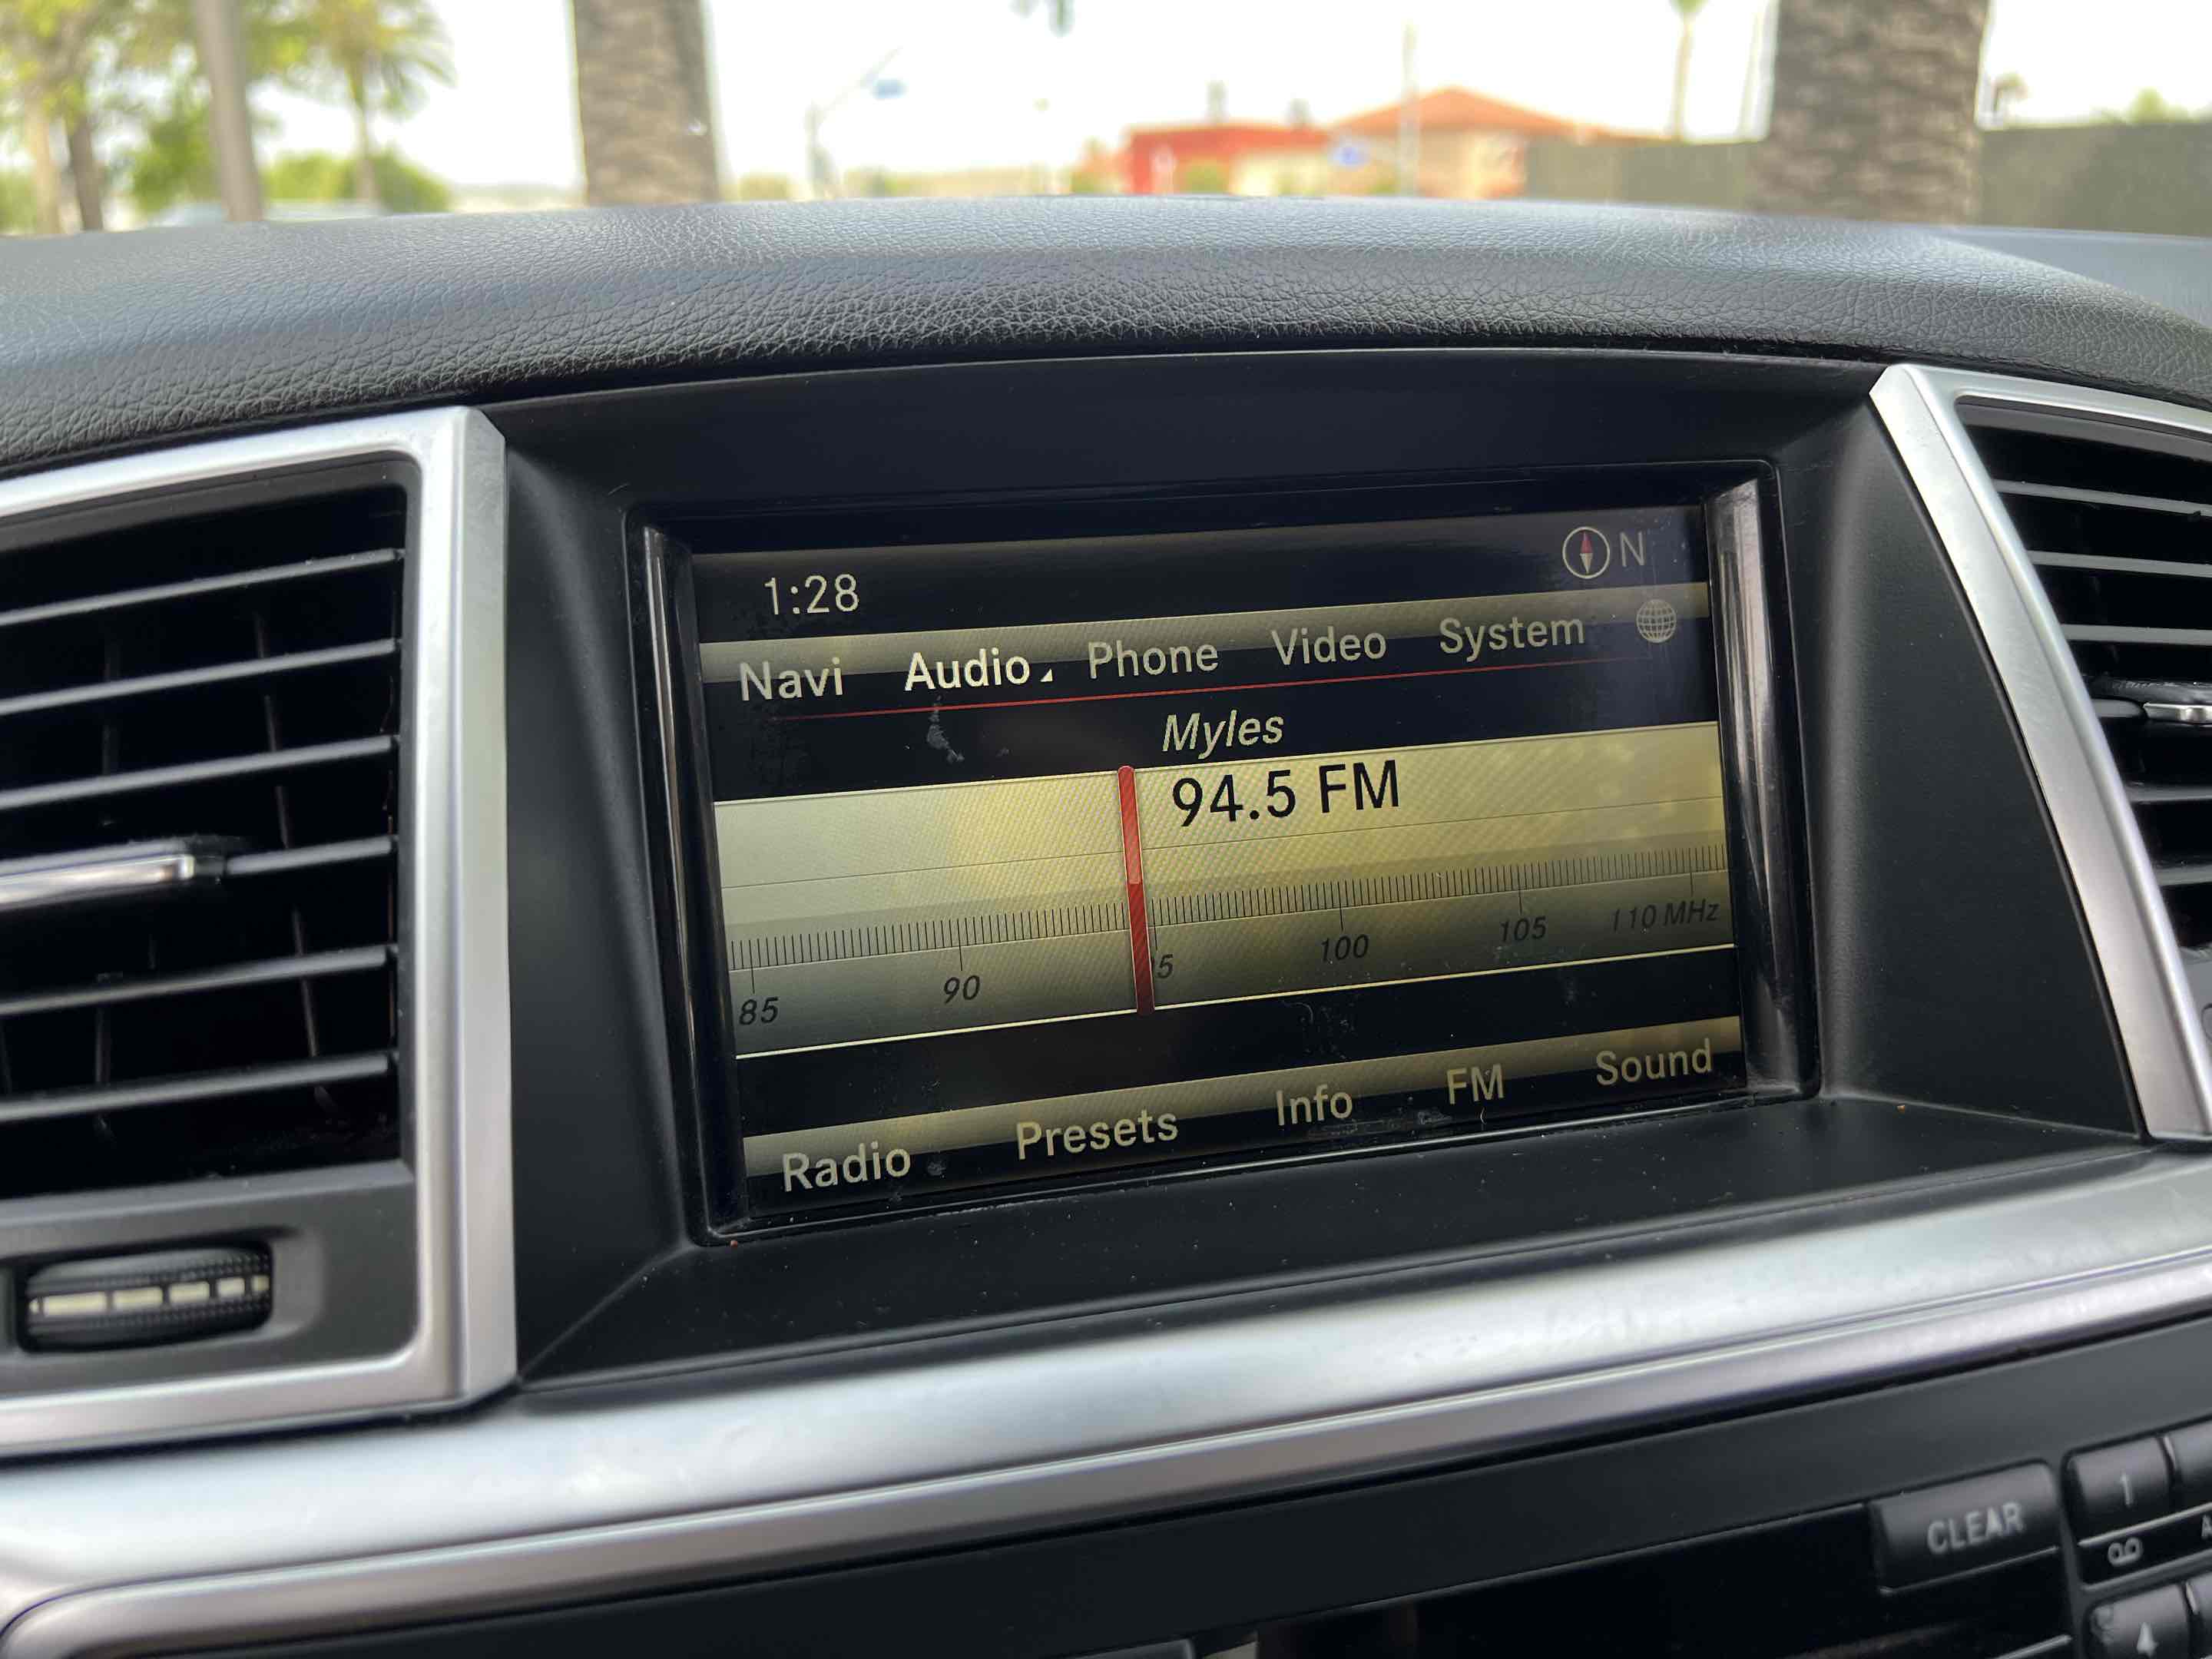 1:28 N
Navi Audio Phone Video System
Myles
94.5 FM
85 90 5 100 105 110 MHz
Radio Presets Info FM Sound
CLEAR 1